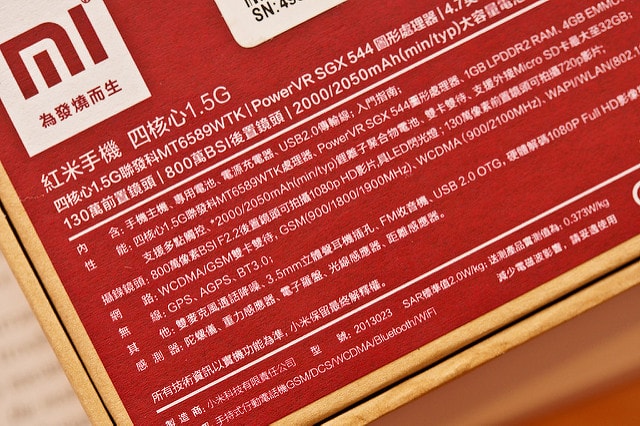 SN:49
mi
為發燒而生
紅米手機 四核心1.5G
四核心1.5G聯發科MT6589WTK | PowerVR SGX 544 圖形處理器 | 4.7
130萬前置鏡頭 | 800萬BSI後置鏡頭 | 2000/2050mAh(min/typ)大容量電
內 含: 手機主機、專用電池、電源充電器、USB2.0傳輸線; 入門指南;
性 能: 四核心1.5G聯發科MT6589WTK處理器、PowerVR SGX 544圖形處理器、1GB LPDDR2 RAM、4GB EMMC
支援多點觸控、*2000/2050mAh(min/typ)鋰離子聚合物電池、雙卡雙待、支援外接Micro SD卡最大至32GB;
攝錄鏡頭: 800萬像素BSI F2.2後置鏡頭可拍攝1080p HD影片,具LED閃光燈; 130萬像素前置鏡頭可拍攝720p影片;
網 路: WCDMA/GSM雙卡雙待, GSM(900/1800/1900MHz)、WCDMA (900/2100MHz)、WAPI/WLAN(802.
無 線: GPS、AGPS、BT3.0;
其 他: 雙麥克風通話降噪、3.5mm立體聲耳機插孔、FM收音機、USB 2.0 OTG、硬體解碼1080P Full HD影像
感 測 器: 陀螺儀、重力感應器、電子羅盤、光線感應器、距離感應器。
所有技術資訊以實機功能為準, 小米保留最終解釋權。
製 造 商: 小米科技有限責任公司 型 號: 2013023 SAR標準值2.0W/kg; 送測產品實測值為: 0.373W/kg
手持式行動電話機GSM/DCS/WCDMA/Bluetooth/WiFi 減少電磁波影響,請妥適使用